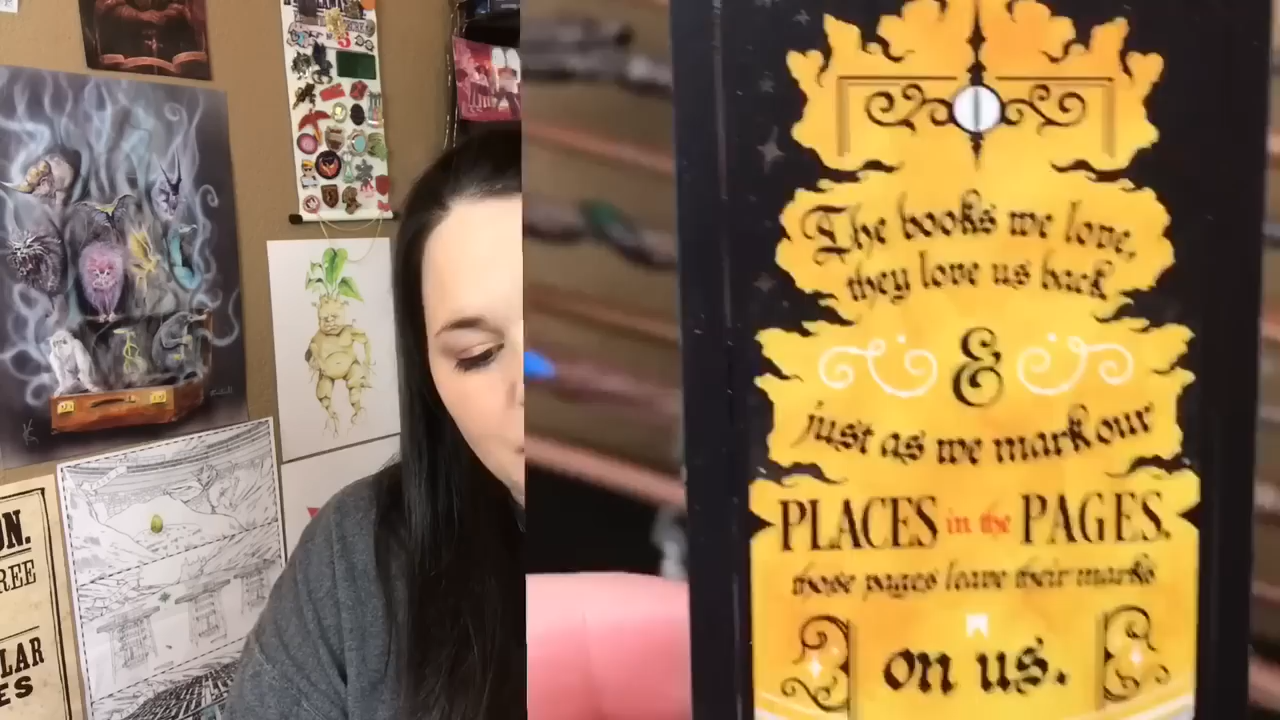 ON.
REE
LAR
ES
The books we love,
they love us back
&
just as we mark our
PLACES in the PAGES,
those pages leave their marks
on us.